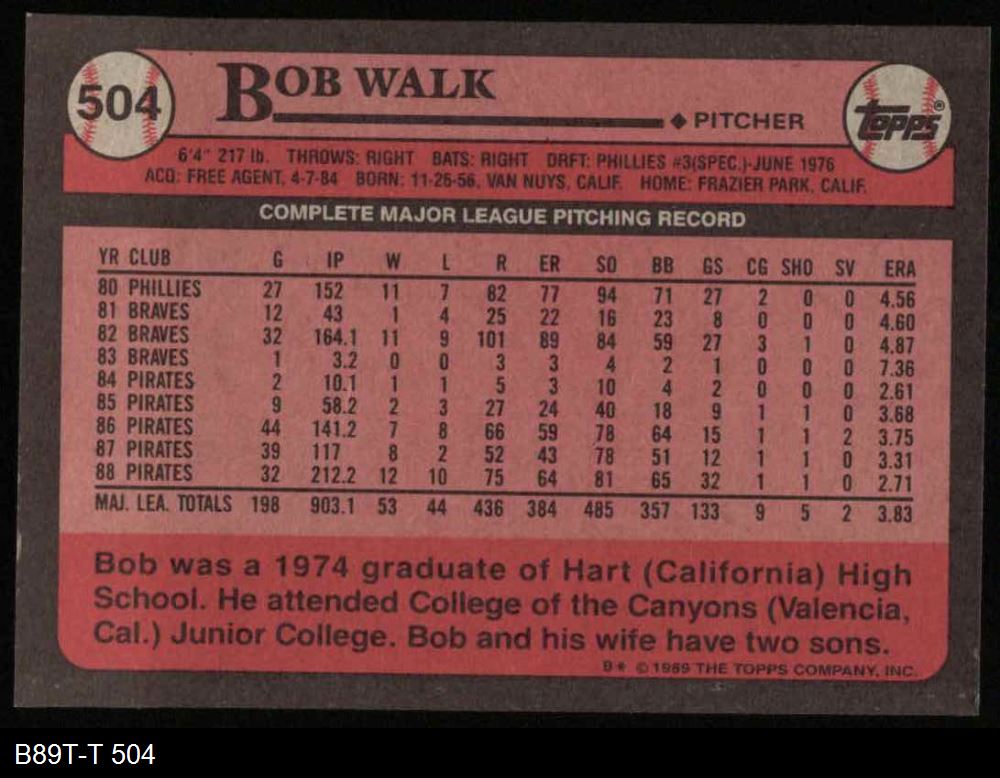 504
BOB WALK
◆ PITCHER
TOPPS®
6'4" 217 lb. THROWS: RIGHT BATS: RIGHT DRFT: PHILLIES #3(SPEC.)-JUNE 1976
ACQ: FREE AGENT, 4-7-84 BORN: 11-26-56, VAN NUYS, CALIF. HOME: FRAZIER PARK, CALIF.
COMPLETE MAJOR LEAGUE PITCHING RECORD
YR CLUB G IP W L R ER SO BB GS CG SHO SV ERA
80 PHILLIES 27 152 11 7 82 77 94 71 27 2 0 0 4.56
81 BRAVES 12 43 1 4 25 22 16 23 8 0 0 0 4.60
82 BRAVES 32 164.1 11 9 101 89 84 59 27 3 1 0 4.87
83 BRAVES 1 3.2 0 0 3 3 4 2 1 0 0 0 7.36
84 PIRATES 2 10.1 1 1 5 3 10 4 2 0 0 0 2.61
85 PIRATES 9 58.2 2 3 27 24 40 18 9 1 1 0 3.68
86 PIRATES 44 141.2 7 8 66 59 78 64 15 1 1 2 3.75
87 PIRATES 39 117 8 2 52 43 78 51 12 1 1 0 3.31
88 PIRATES 32 212.2 12 10 75 64 81 65 32 1 1 0 2.71
MAJ. LEA. TOTALS 198 903.1 53 44 436 384 485 357 133 9 5 2 3.83
Bob was a 1974 graduate of Hart (California) High
School. He attended College of the Canyons (Valencia,
Cal.) Junior College. Bob and his wife have two sons.
B* © 1989 THE TOPPS COMPANY, INC.
B89T-T 504